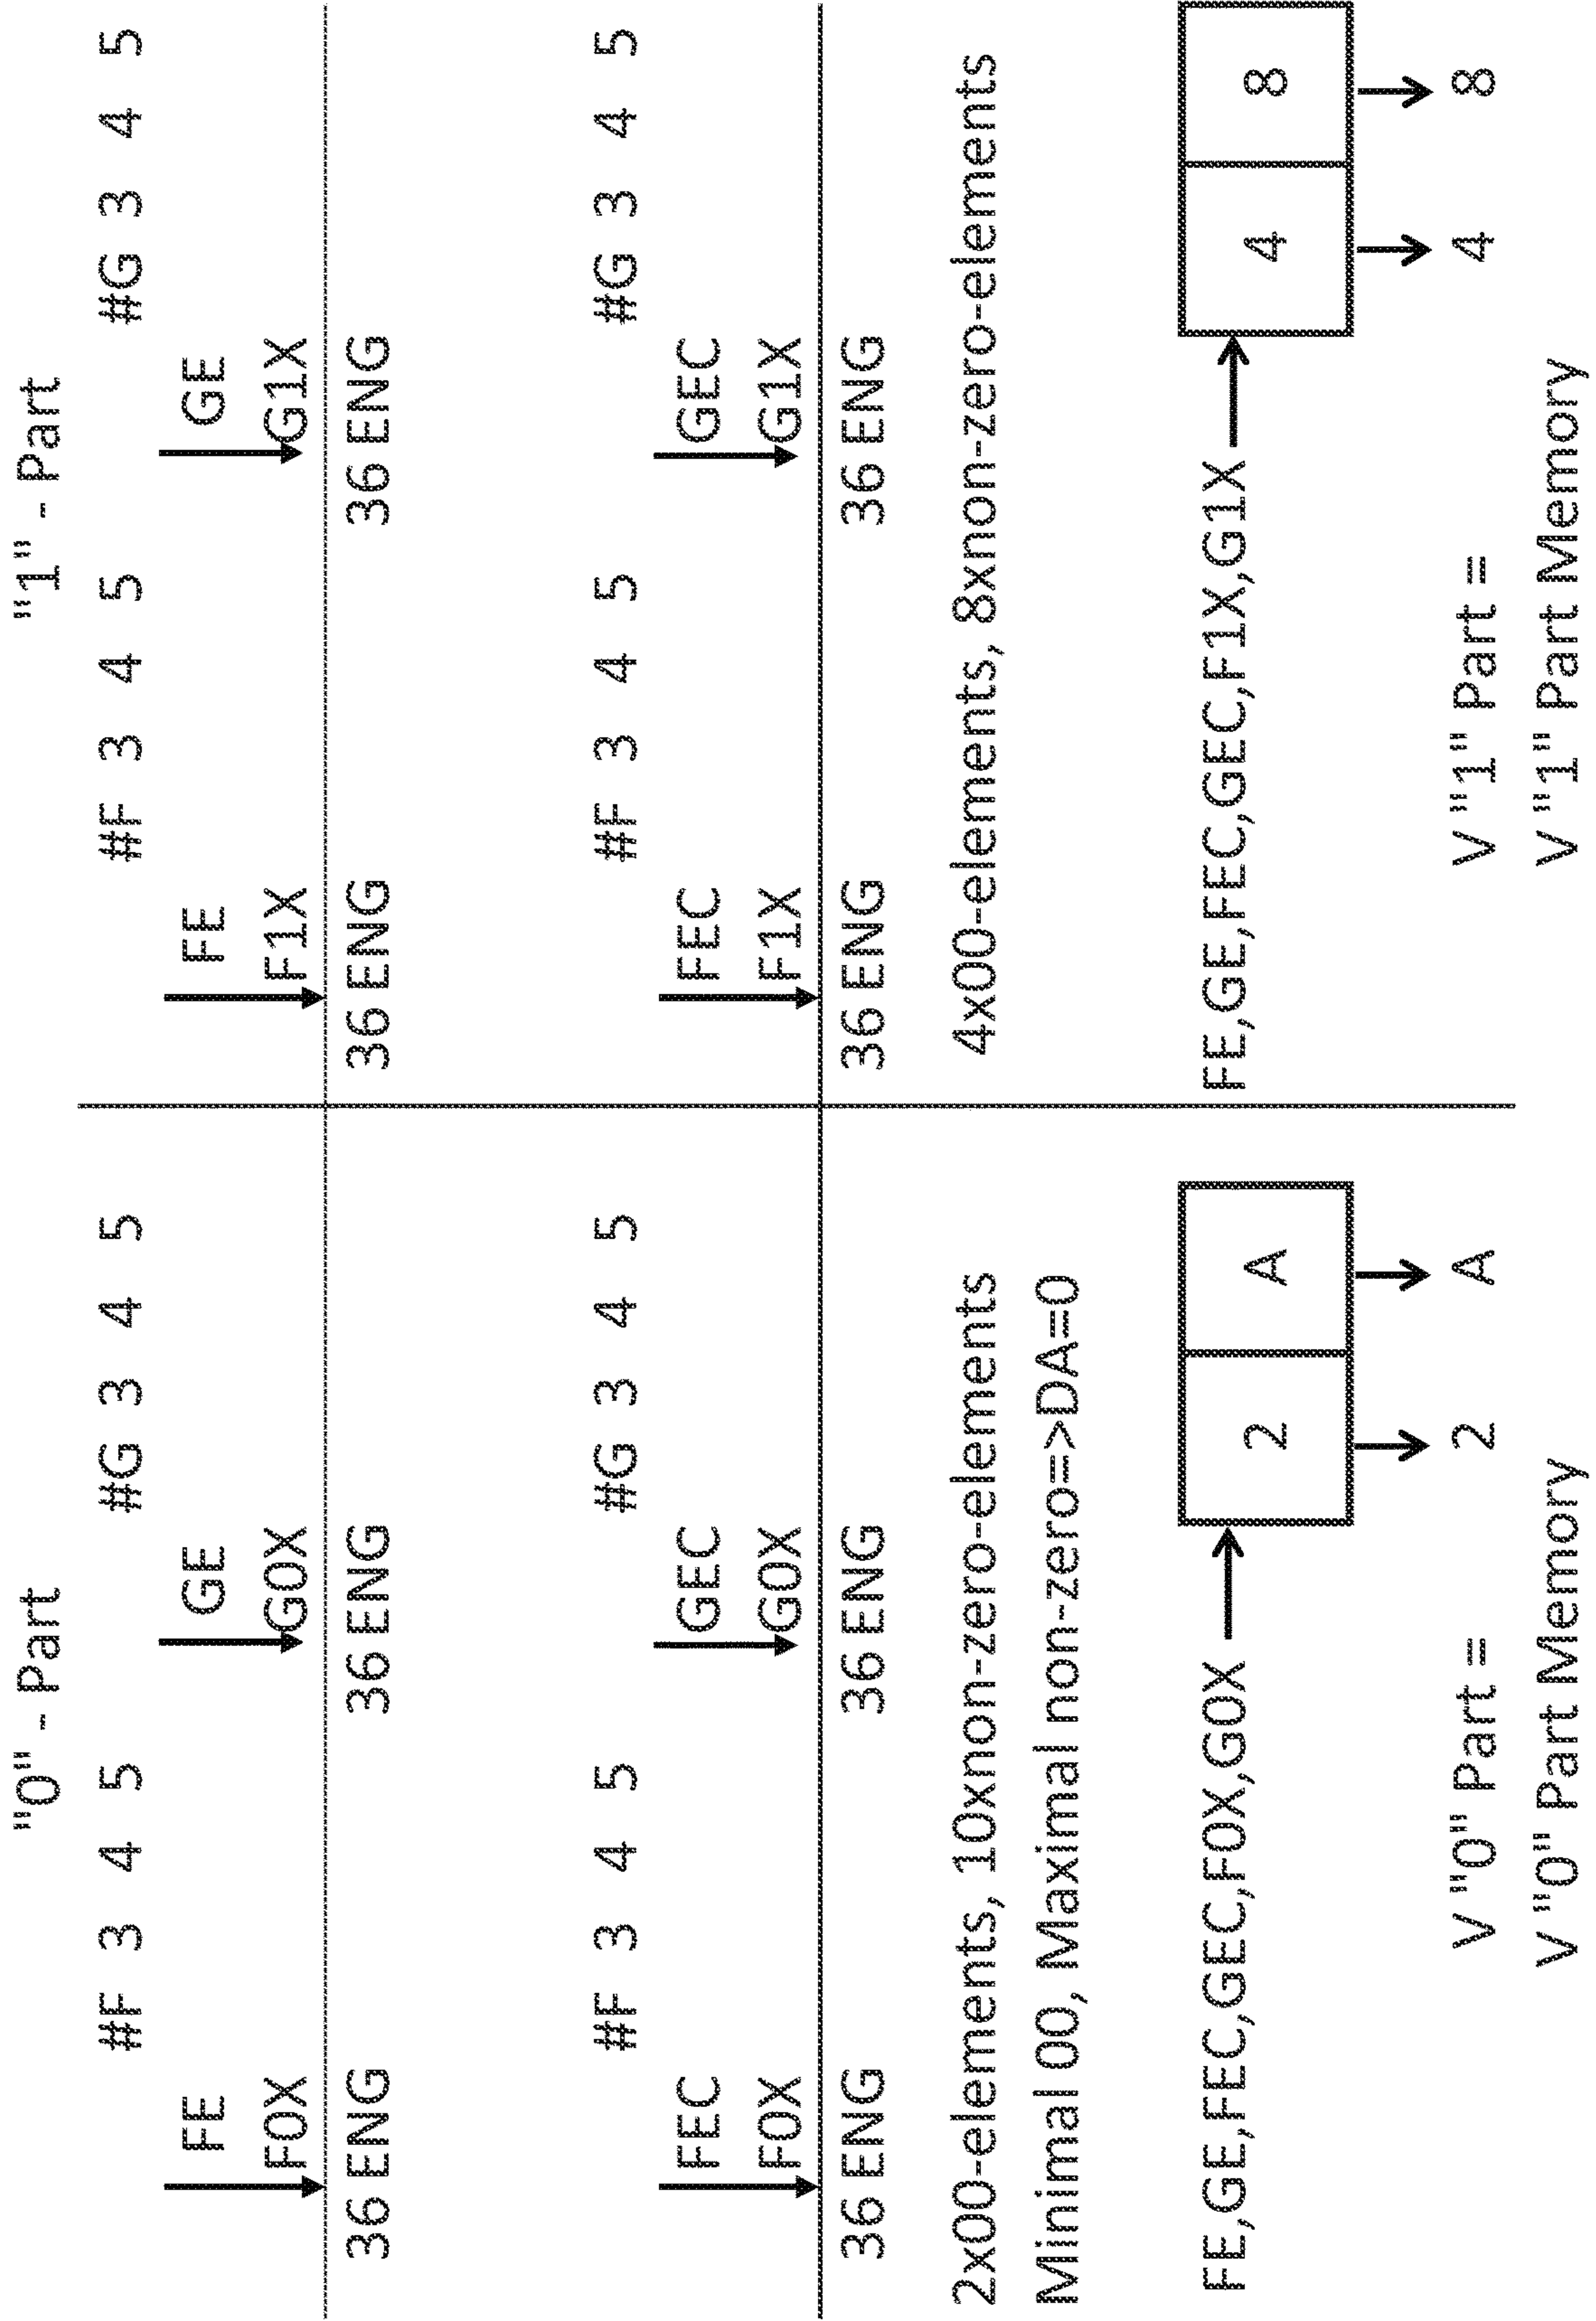 "0" - Part
"1" - Part
#F 3 4 5
#G 3 4 5
#F 3 4 5
#G 3 4 5
FE
GE
FE
GE
F0X
G0X
F1X
G1X
36 ENG
36 ENG
36 ENG
36 ENG
#F 3 4 5
#G 3 4 5
#F 3 4 5
#G 3 4 5
FEC
GEC
FEC
GEC
F0X
G0X
F1X
G1X
36 ENG
36 ENG
36 ENG
36 ENG
2x00-elements, 10xnon-zero-elements
4x00-elements, 8xnon-zero-elements
Minimal 00, Maximal non-zero=>DA=0
FE,GE,FEC,GEC,F0X,G0X
2
A
FE,GE,FEC,GEC,F1X,G1X
4
8
V "0" Part =
2
A
V "1" Part =
4
8
V "0" Part Memory
V "1" Part Memory